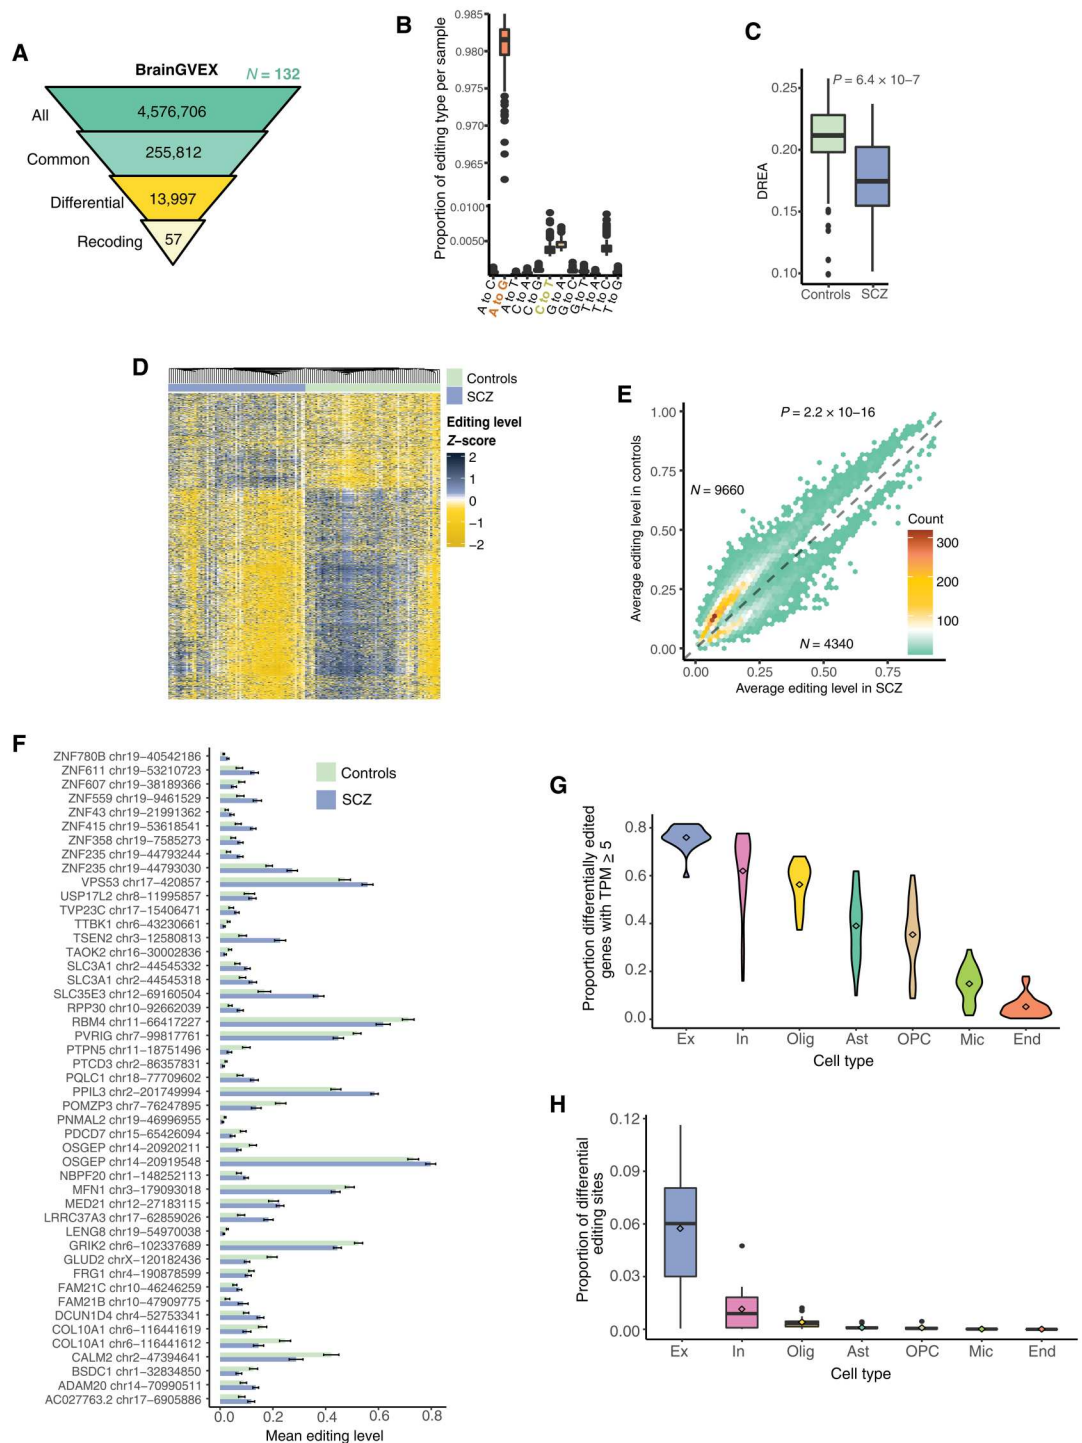 A
BrainGVEX
N = 132
All
4,576,706
Common
255,812
Differential
13,997
Recoding
57
B
Proportion of editing type per sample
0.985
0.980
0.975
0.970
0.965
0.0100
0.0050
A to C
A to G
A to T
C to A
C to G
C to T
G to A
G to C
G to T
T to A
T to C
T to G
C
P = 6.4 × 10−7
DREA
0.25
0.20
0.15
0.10
Controls
SCZ
D
Controls
SCZ
Editing level
Z−score
2
1
0
−1
−2
E
P = 2.2 × 10−16
N = 9660
N = 4340
Average editing level in controls
1.00
0.75
0.50
0.25
0.00
0.00
0.25
0.50
0.75
Average editing level in SCZ
Count
300
200
100
F
Controls
SCZ
ZNF780B chr19−40542186
ZNF611 chr19−53210723
ZNF607 chr19−38189366
ZNF559 chr19−9461529
ZNF43 chr19−21991362
ZNF415 chr19−53618541
ZNF358 chr19−7585273
ZNF235 chr19−44793244
ZNF235 chr19−44793030
VPS53 chr17−420857
USP17L2 chr8−11995857
TVP23C chr17−15406471
TTBK1 chr6−43230661
TSEN2 chr3−12580813
TAOK2 chr16−30002836
SLC3A1 chr2−44545332
SLC3A1 chr2−44545318
SLC35E3 chr12−69160504
RPP30 chr10−92662039
RBM4 chr11−66417227
PVRIG chr7−99817761
PTPN5 chr11−18751496
PTCD3 chr2−86357831
PQLC1 chr18−77709602
PPIL3 chr2−201749994
POMZP3 chr7−76247895
PNMAL2 chr19−46996955
PDCD7 chr15−65426094
OSGEP chr14−20920211
OSGEP chr14−20919548
NBPF20 chr1−148252113
MFN1 chr3−179093018
MED21 chr12−27183115
LRRC37A3 chr17−62859026
LENG8 chr19−54970038
GRIK2 chr6−102337689
GLUD2 chrX−120182436
FRG1 chr4−190878599
FAM21C chr10−46246259
FAM21B chr10−47909775
DCUN1D4 chr4−52753341
COL10A1 chr6−116441619
COL10A1 chr6−116441612
CALM2 chr2−47394641
BSDC1 chr1−32834850
ADAM20 chr14−70990511
AC027763.2 chr17−6905886
0.0
0.2
0.4
0.6
0.8
Mean editing level
G
Proportion differentially edited
genes with TPM ≥ 5
0.8
0.6
0.4
0.2
0.0
Ex
In
Olig
Ast
OPC
Mic
End
Cell type
H
Proportion of differential
editing sites
0.12
0.09
0.06
0.03
0.00
Ex
In
Olig
Ast
OPC
Mic
End
Cell type